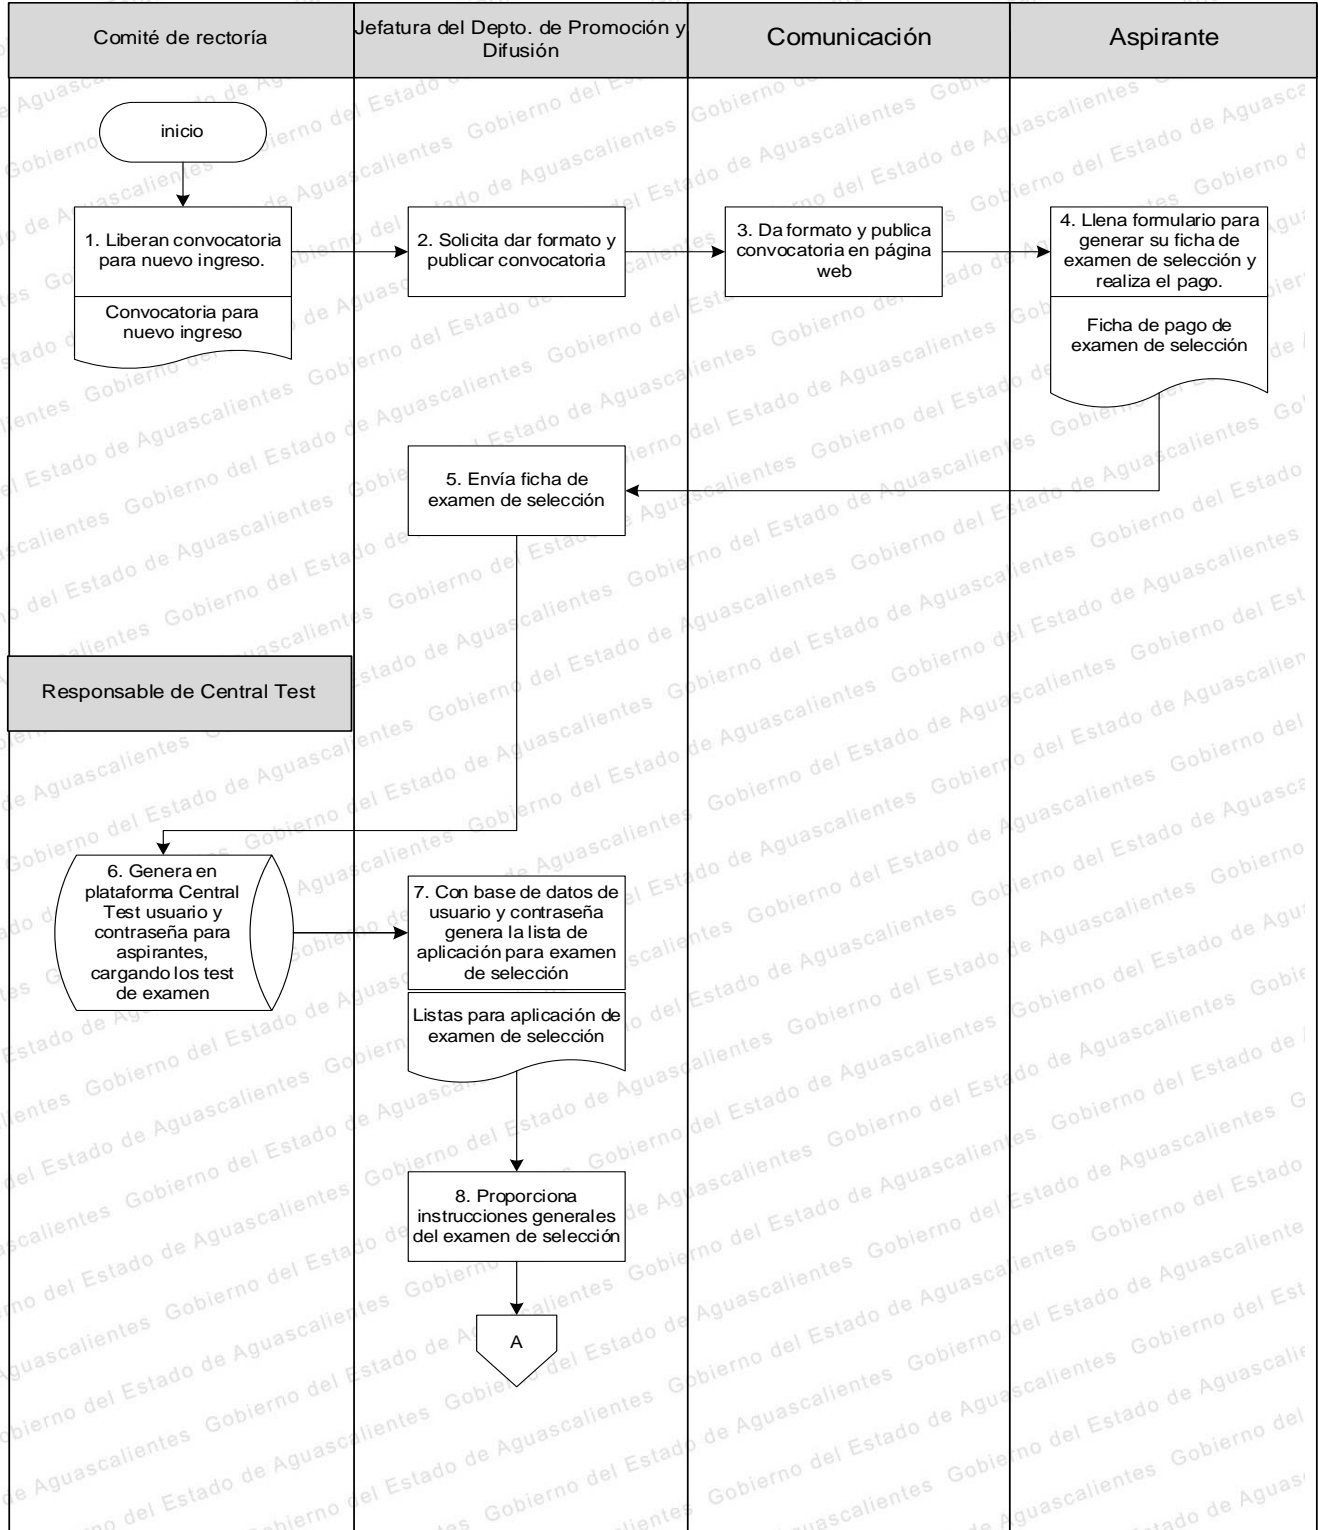 Comité de rectoría
Jefatura del Depto. de Promoción y
Difusión
Comunicación
Aspirante
inicio
1. Liberan convocatoria
para nuevo ingreso.
Convocatoria para
nuevo ingreso
2. Solicita dar formato y
publicar convocatoria
3. Da formato y publica
convocatoria en página
web
4. Llena formulario para
generar su ficha de
examen de selección y
realiza el pago.
Ficha de pago de
examen de selección
5. Envía ficha de
examen de selección
Responsable de Central Test
6. Genera en
plataforma Central
Test usuario y
contraseña para
aspirantes,
cargando los test
de examen
7. Con base de datos de
usuario y contraseña
genera la lista de
aplicación para examen
de selección
Listas para aplicación de
examen de selección
8. Proporciona
instrucciones generales
del examen de selección
A
Gobierno del Estado de Aguascalientes